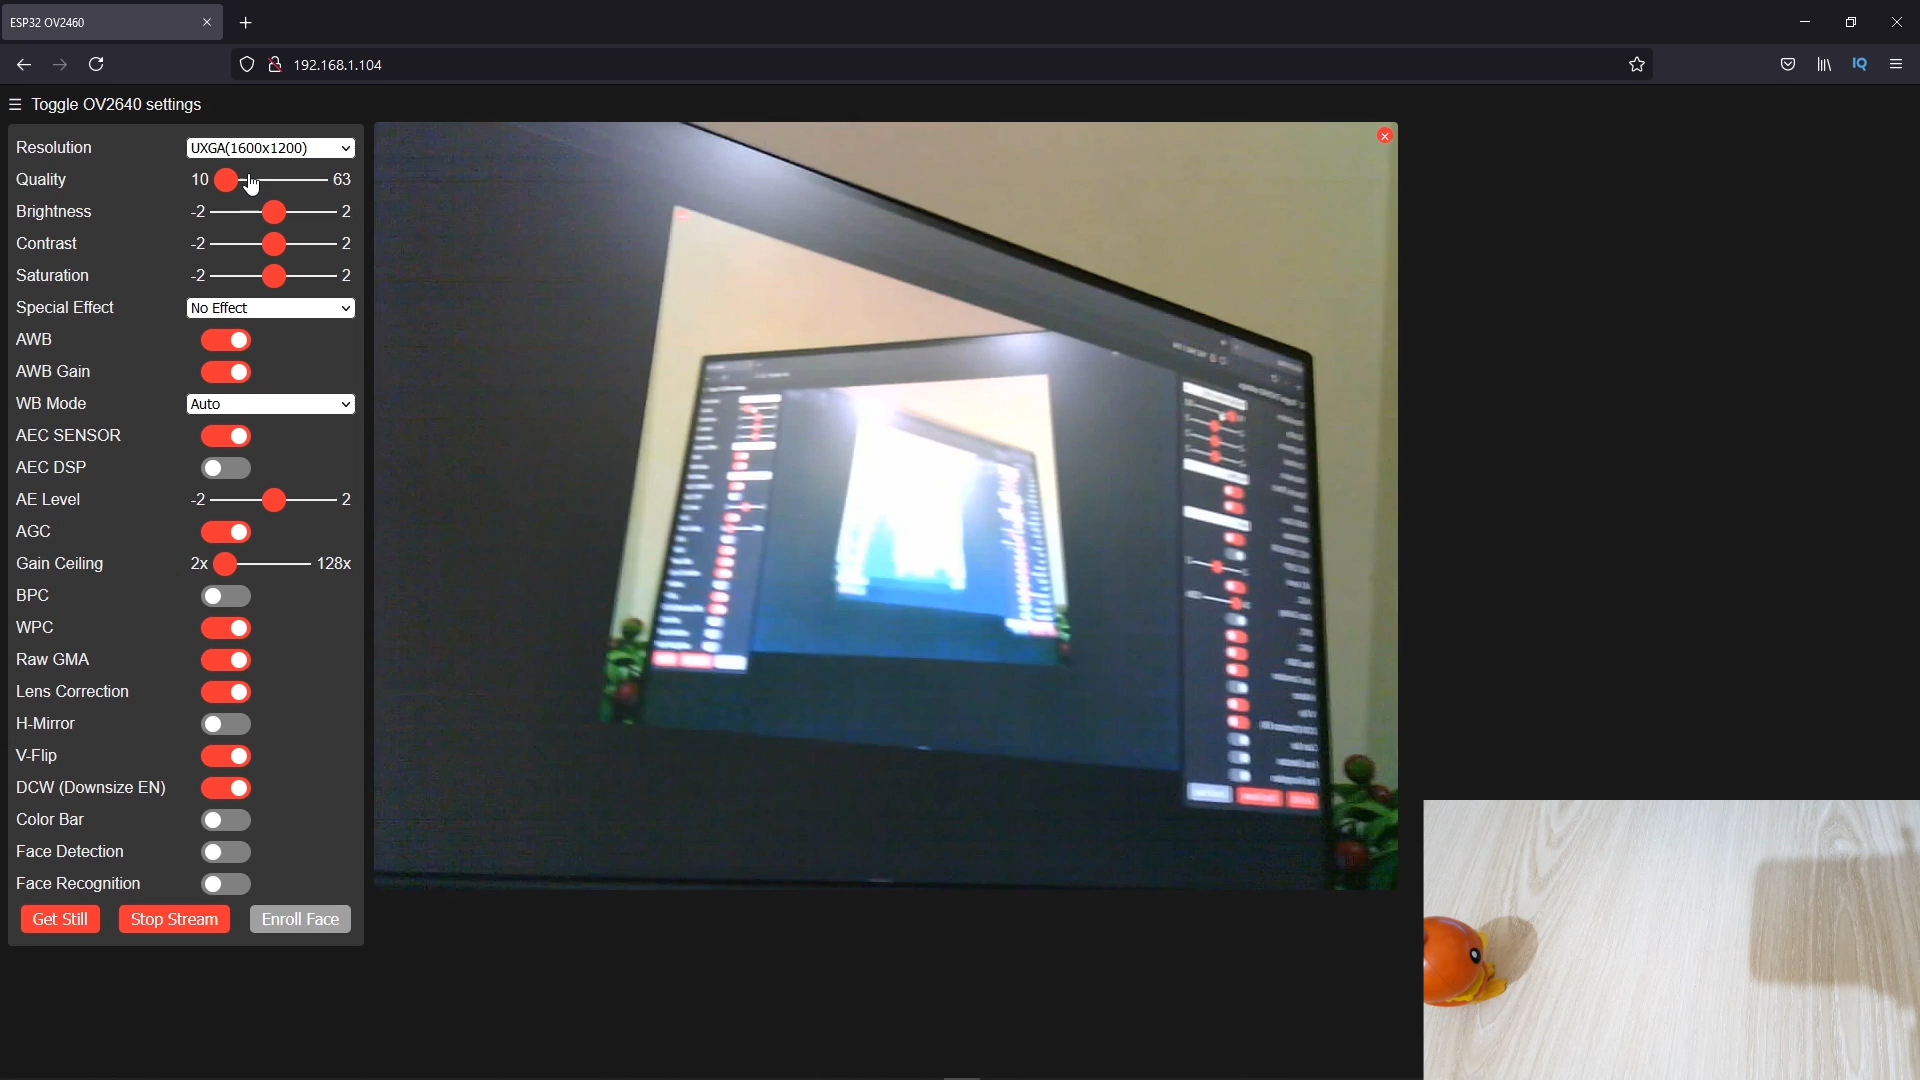 ESP32 OV2460
192.168.1.104
IQ
☰ Toggle OV2640 settings
Resolution UXGA(1600x1200)
Quality 10 63
Brightness -2 2
Contrast -2 2
Saturation -2 2
Special Effect No Effect
AWB
AWB Gain
WB Mode Auto
AEC SENSOR
AEC DSP
AE Level -2 2
AGC
Gain Ceiling 2x 128x
BPC
WPC
Raw GMA
Lens Correction
H-Mirror
V-Flip
DCW (Downsize EN)
Color Bar
Face Detection
Face Recognition
Get Still Stop Stream Enroll Face